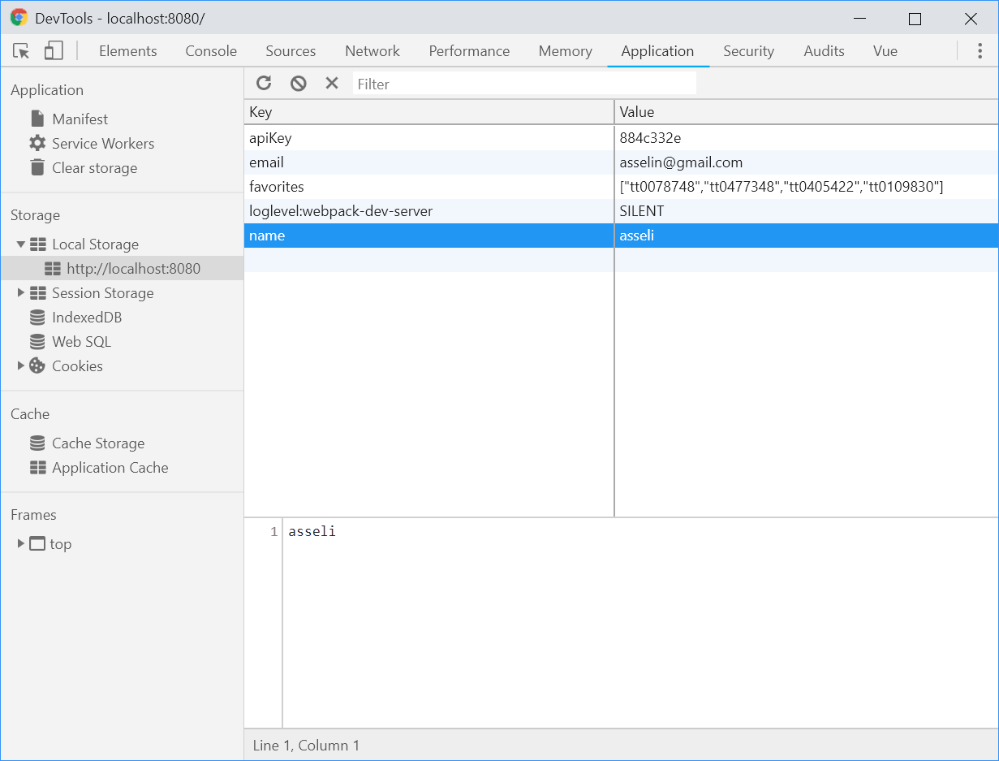 DevTools - localhost:8080/
Elements Console Sources Network Performance Memory Application Security Audits Vue
Application
Manifest
Service Workers
Clear storage
Storage
Local Storage
http://localhost:8080
Session Storage
IndexedDB
Web SQL
Cookies
Cache
Cache Storage
Application Cache
Frames
top
Filter
Key Value
apiKey 884c332e
email asselin@gmail.com
favorites ["tt0078748","tt0477348","tt0405422","tt0109830"]
loglevel:webpack-dev-server SILENT
name asseli
1 asseli
Line 1, Column 1